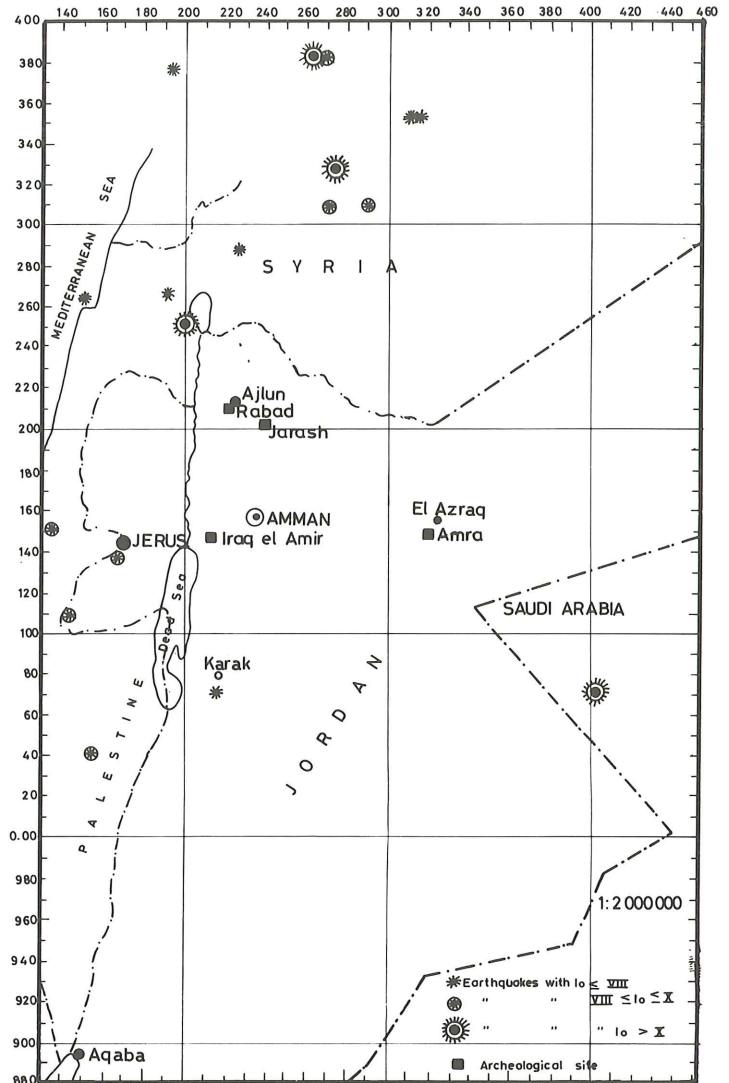 140 160 180 200 220 240 260 280 300 320 340 360 380 400 420 440 460
400
380
360
340
320
300
280
260
220
200
180
160
140
120
100
80
60
40
20
0.00
980
960
940
920
900
880
MEDITERRANEAN SEA
SYRIA
Ajlun
Rabad
Jarash
AMMAN
El Azraq
JERUS
Iraq el Amir
Amra
Dead Sea
SAUDI ARABIA
Karak
PALESTINE
JORDAN
1:2 000 000
Earthquakes with Io ≤ VIII
" " VIII ≤ Io ≤ X
" " " Io > X
Aqaba
Archeological site